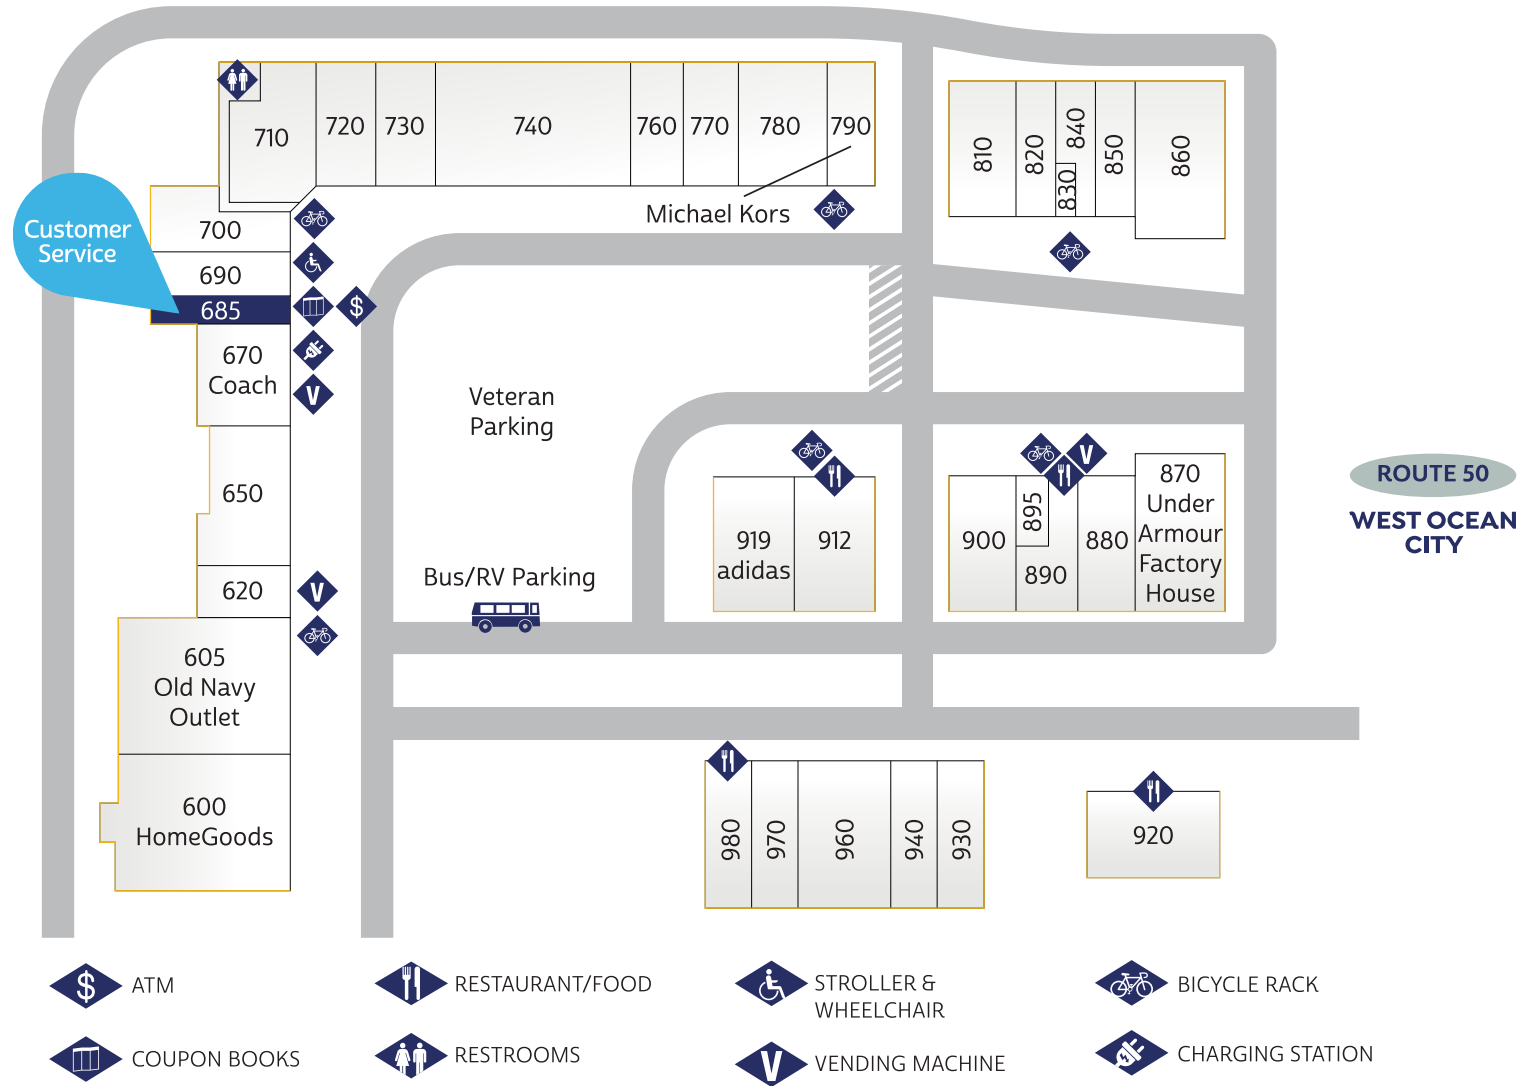 710
720
730
740
760
770
780
790
810
820
830
840
850
860
Michael Kors
Customer
Service
700
690
685
$
670
Coach
V
650
620
V
605
Old Navy
Outlet
600
HomeGoods
Veteran
Parking
Bus/RV Parking
919
adidas
912
V
900
895
890
880
870
Under
Armour
Factory
House
ROUTE 50
WEST OCEAN
CITY
980
970
960
940
930
920
$ ATM
RESTAURANT/FOOD
STROLLER &
WHEELCHAIR
BICYCLE RACK
COUPON BOOKS
RESTROOMS
V VENDING MACHINE
CHARGING STATION